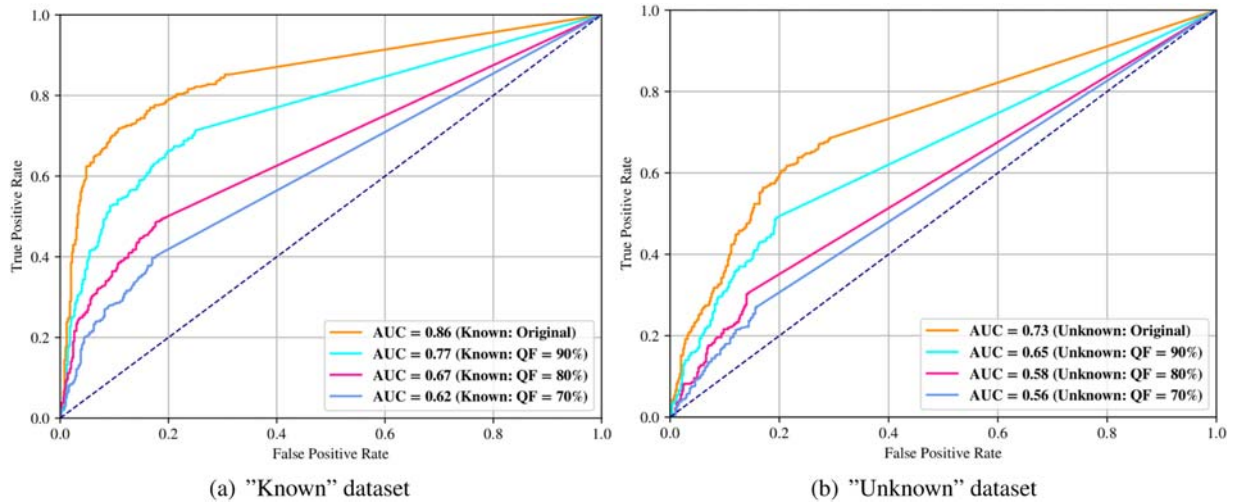 1.0
0.8
0.6
0.4
0.2
0.0
True Positive Rate
0.0 0.2 0.4 0.6 0.8 1.0
False Positive Rate
AUC = 0.86 (Known: Original)
AUC = 0.77 (Known: QF = 90%)
AUC = 0.67 (Known: QF = 80%)
AUC = 0.62 (Known: QF = 70%)
(a) ”Known” dataset
1.0
0.8
0.6
0.4
0.2
0.0
True Positive Rate
0.0 0.2 0.4 0.6 0.8 1.0
False Positive Rate
AUC = 0.73 (Unknown: Original)
AUC = 0.65 (Unknown: QF = 90%)
AUC = 0.58 (Unknown: QF = 80%)
AUC = 0.56 (Unknown: QF = 70%)
(b) ”Unknown” dataset